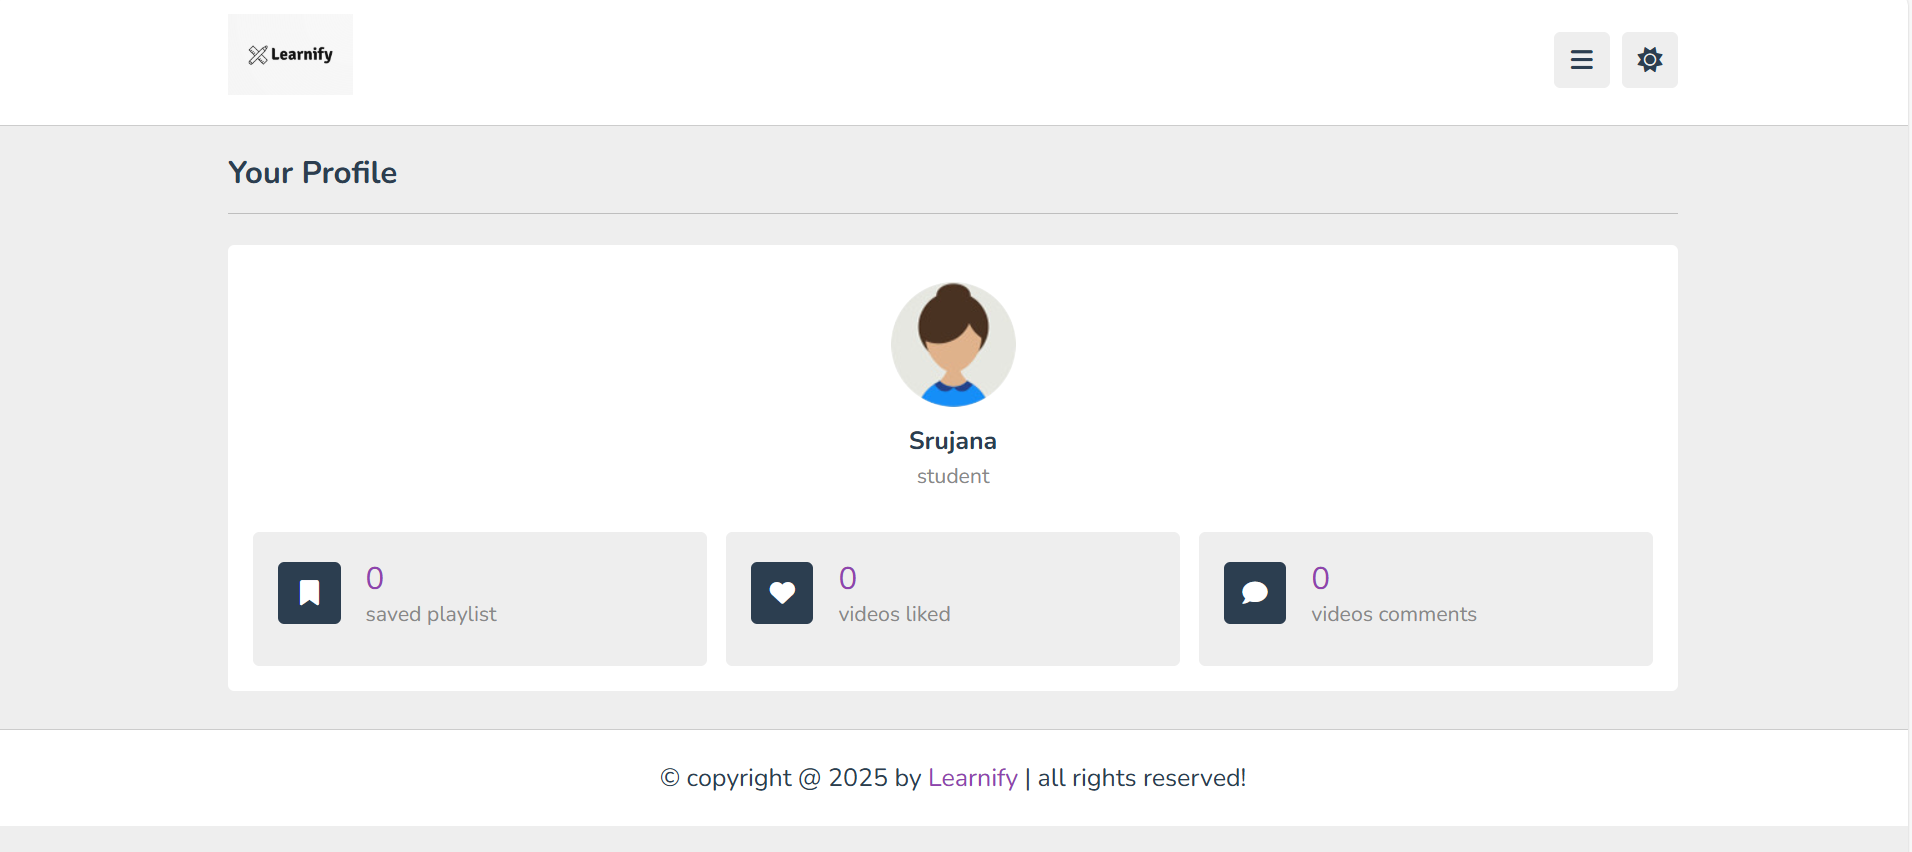 Learnify
Your Profile
Srujana
student
0
saved playlist
0
videos liked
0
videos comments
© copyright @ 2025 by Learnify | all rights reserved!